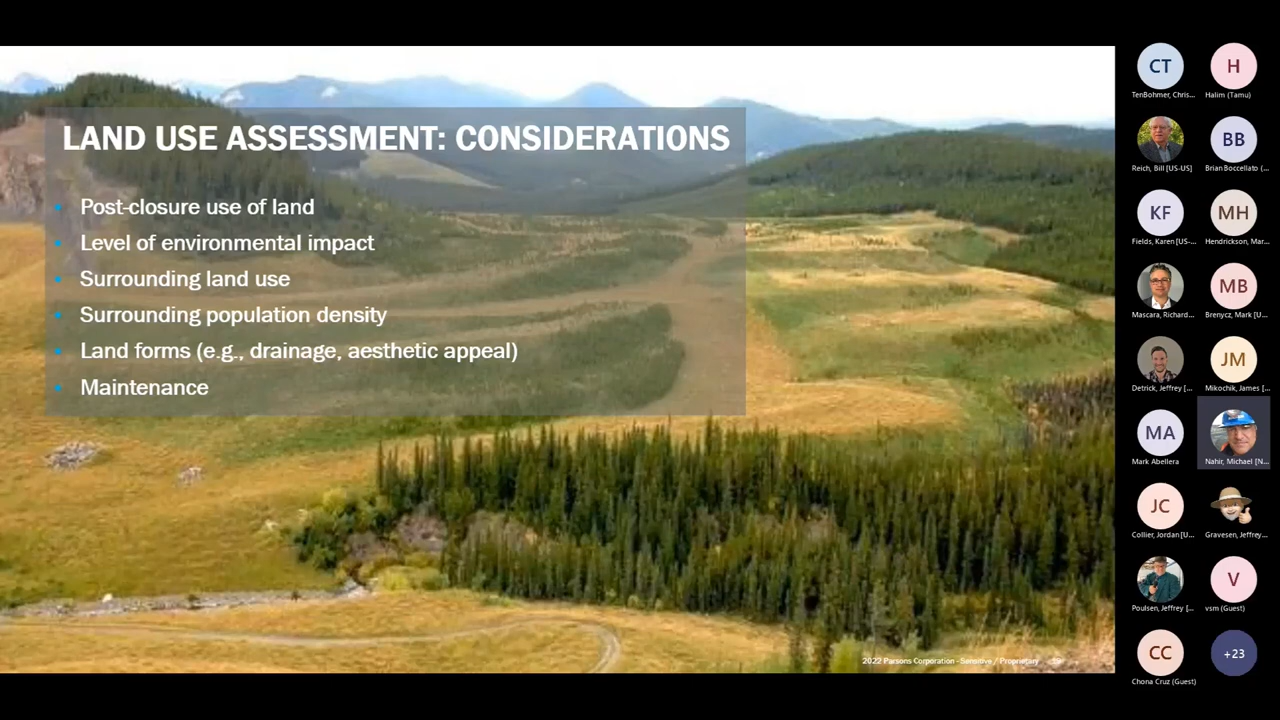 LAND USE ASSESSMENT: CONSIDERATIONS
Post-closure use of land
Level of environmental impact
Surrounding land use
Surrounding population density
Land forms (e.g., drainage, aesthetic appeal)
Maintenance
2022 Parsons Corporation - Sensitive / Proprietary
CT
H
TenBohmer, Chris...
Halim (Tamu)
BB
Reich, Bill [US-US]
Brian Boccellato (...
KF
MH
Fields, Karen [US-...
Hendrickson, Mar...
MB
Mascara, Richard...
Brenycz, Mark [U...
JM
Detrick, Jeffrey [...
Mikochik, James [...
MA
Mark Abellera
Nahir, Michael [N...
JC
Collier, Jordan [U...
Gravesen, Jeffrey...
V
Poulsen, Jeffrey [...
vsm (Guest)
CC
+23
Chona Cruz (Guest)